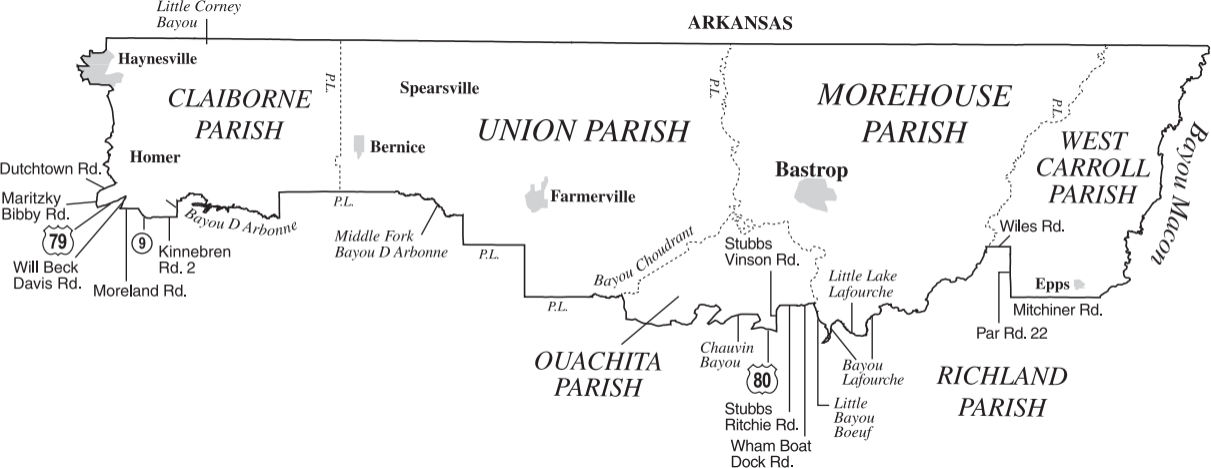 Little Corney
Bayou
ARKANSAS
Haynesville
P.L.
Spearsville
P.L.
MOREHOUSE
PARISH
P.L.
CLAIBORNE
PARISH
UNION PARISH
WEST
CARROLL
PARISH
Bayou Macon
Homer
Bernice
Bastrop
Dutchtown Rd.
Maritzky
Bibby Rd.
79
Will Beck
Davis Rd.
Moreland Rd.
9
Kinnebren
Rd. 2
Bayou D Arbonne
P.L.
Farmerville
Middle Fork
Bayou D Arbonne
P.L.
P.L.
Bayou Choudrant
Stubbs
Vinson Rd.
Little Lake
Lafourche
Wiles Rd.
Epps
Mitchiner Rd.
Par Rd. 22
OUACHITA
PARISH
Chauvin
Bayou
80
Stubbs
Ritchie Rd.
Wham Boat
Dock Rd.
Bayou
Lafourche
Little
Bayou
Boeuf
RICHLAND
PARISH